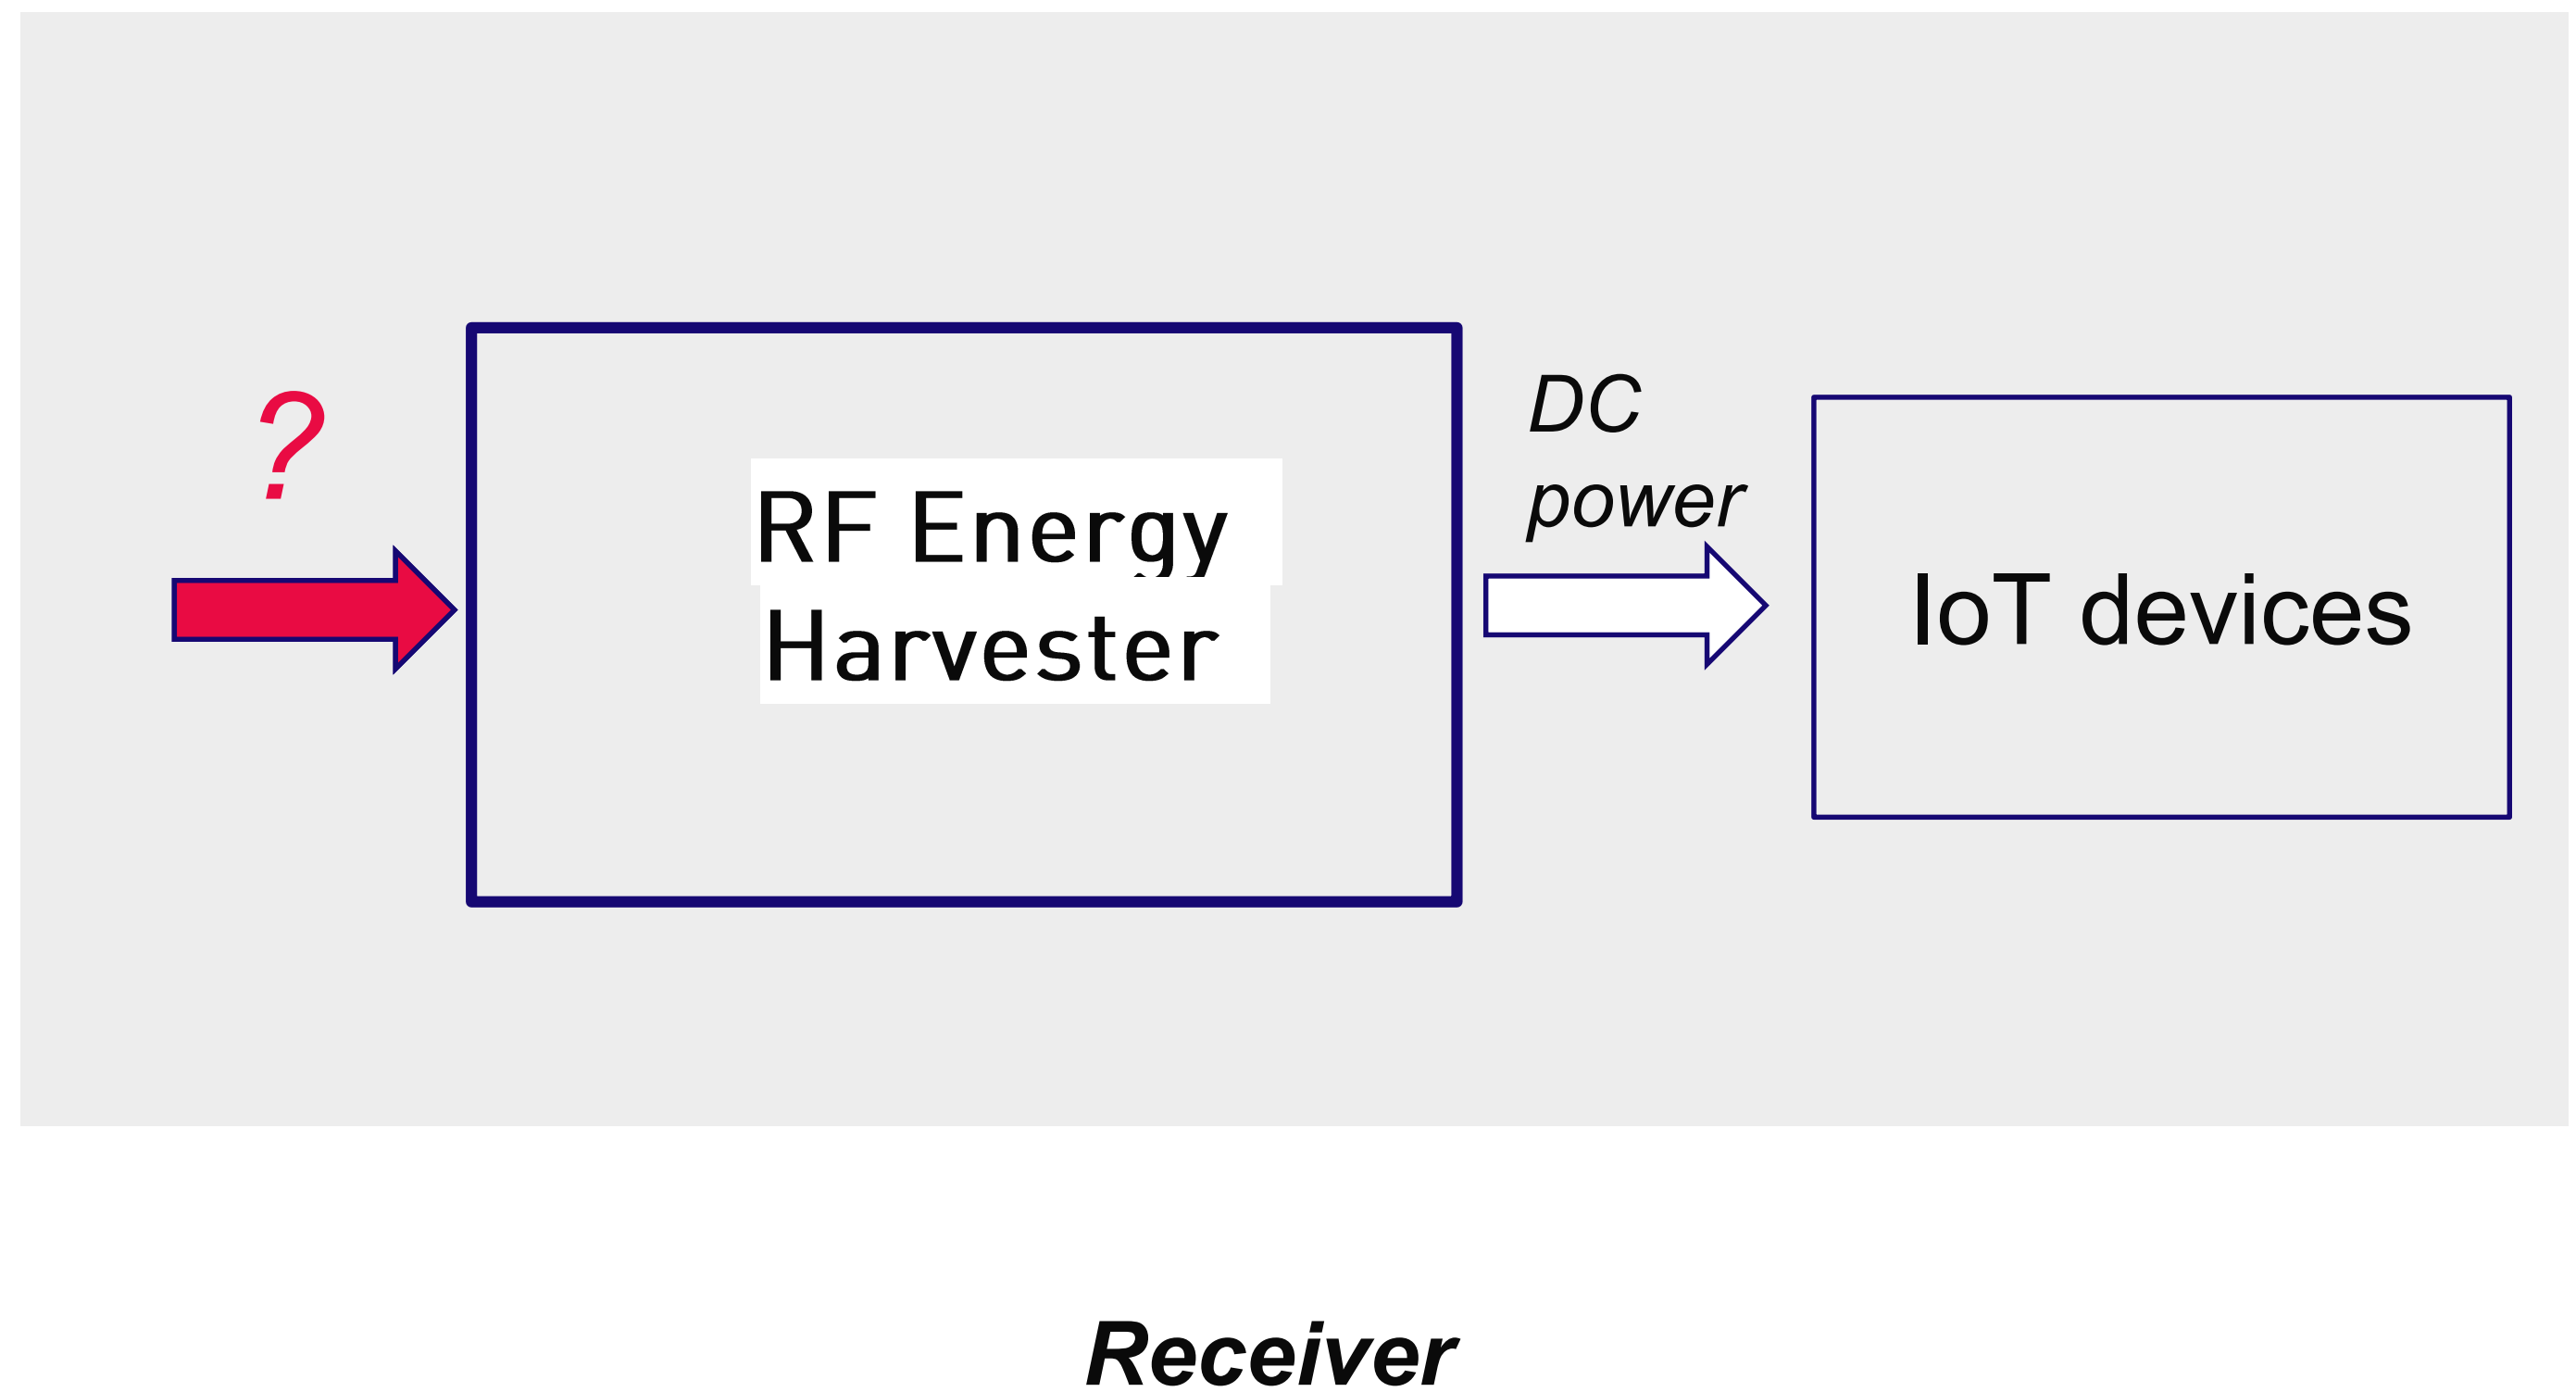 ?
RF Energy
Harvester
DC
power
IoT devices
Receiver